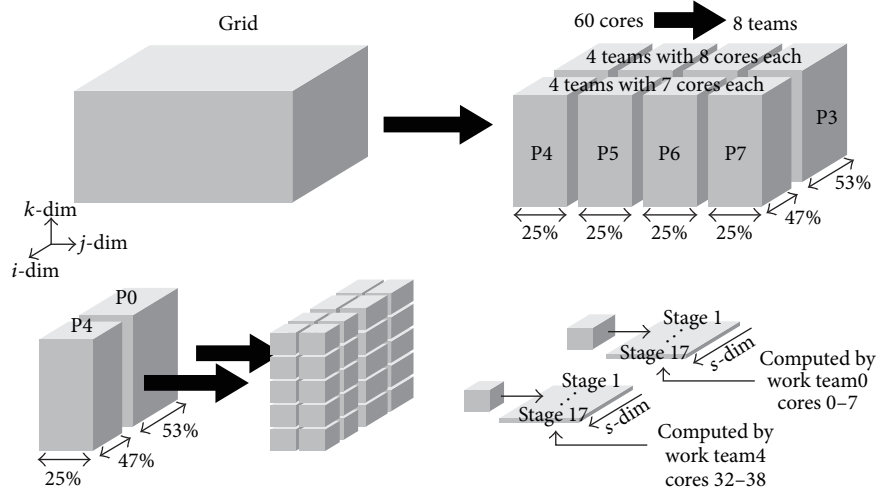 Grid
60 cores
8 teams
4 teams with 8 cores each
4 teams with 7 cores each
P3
P4
P5
P6
P7
53%
47%
25%
25%
25%
25%
k-dim
j-dim
i-dim
P0
P4
53%
47%
25%
Stage 1
...
Stage 17
s-dim
Computed by
work team0
cores 0–7
Stage 1
...
Stage 17
s-dim
Computed by
work team4
cores 32–38